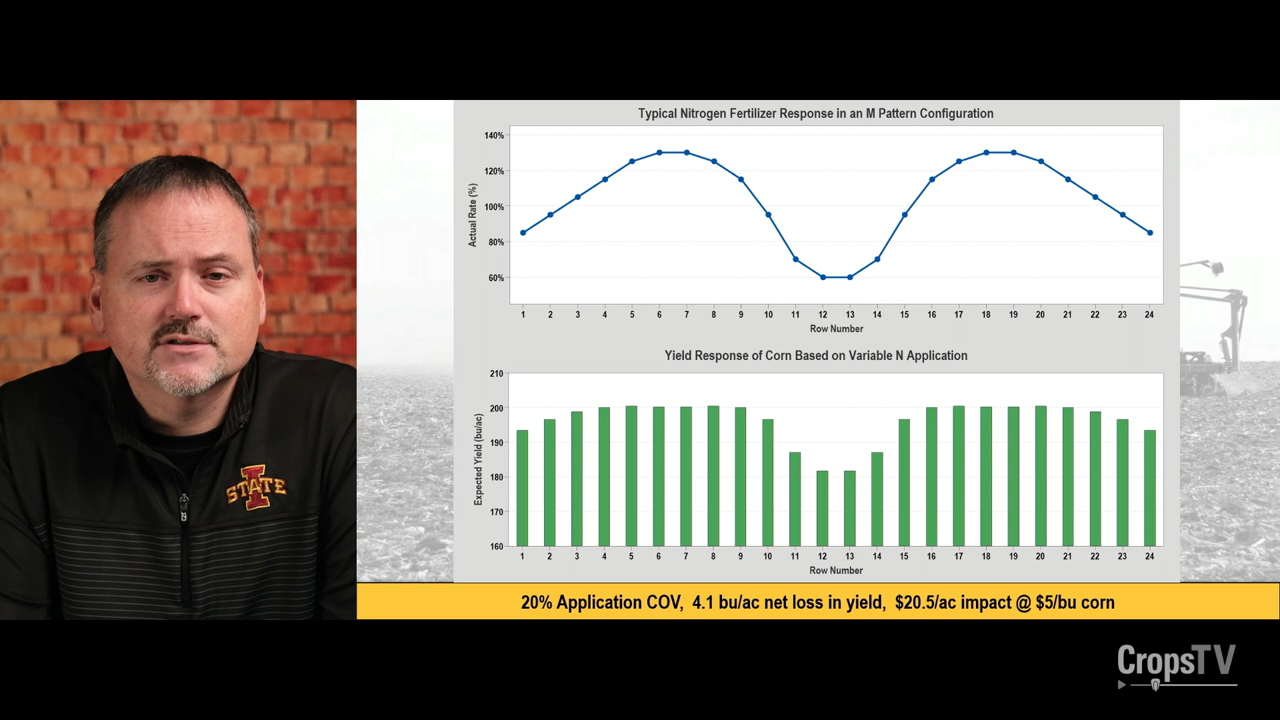 Typical Nitrogen Fertilizer Response in an M Pattern Configuration
140%
120%
100%
80%
60%
Actual Rate (%)
1 2 3 4 5 6 7 8 9 10 11 12 13 14 15 16 17 18 19 20 21 22 23 24
Row Number
Yield Response of Corn Based on Variable N Application
210
200
190
180
170
160
Expected Yield (bu/ac)
1 2 3 4 5 6 7 8 9 10 11 12 13 14 15 16 17 18 19 20 21 22 23 24
Row Number
I
STATE
20% Application COV, 4.1 bu/ac net loss in yield, $20.5/ac impact @ $5/bu corn
CropsTV